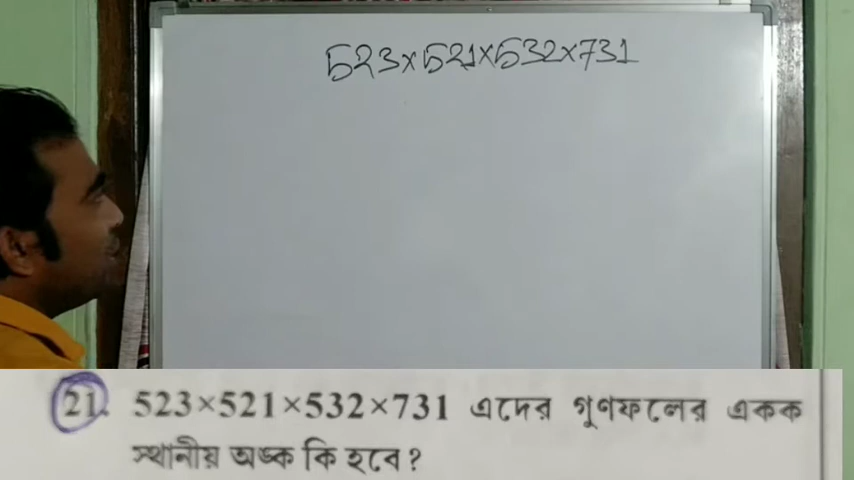 523×521×532×731
21. 523×521×532×731 এদের গুণফলের একক
স্থানীয় অঙ্ক কি হবে?